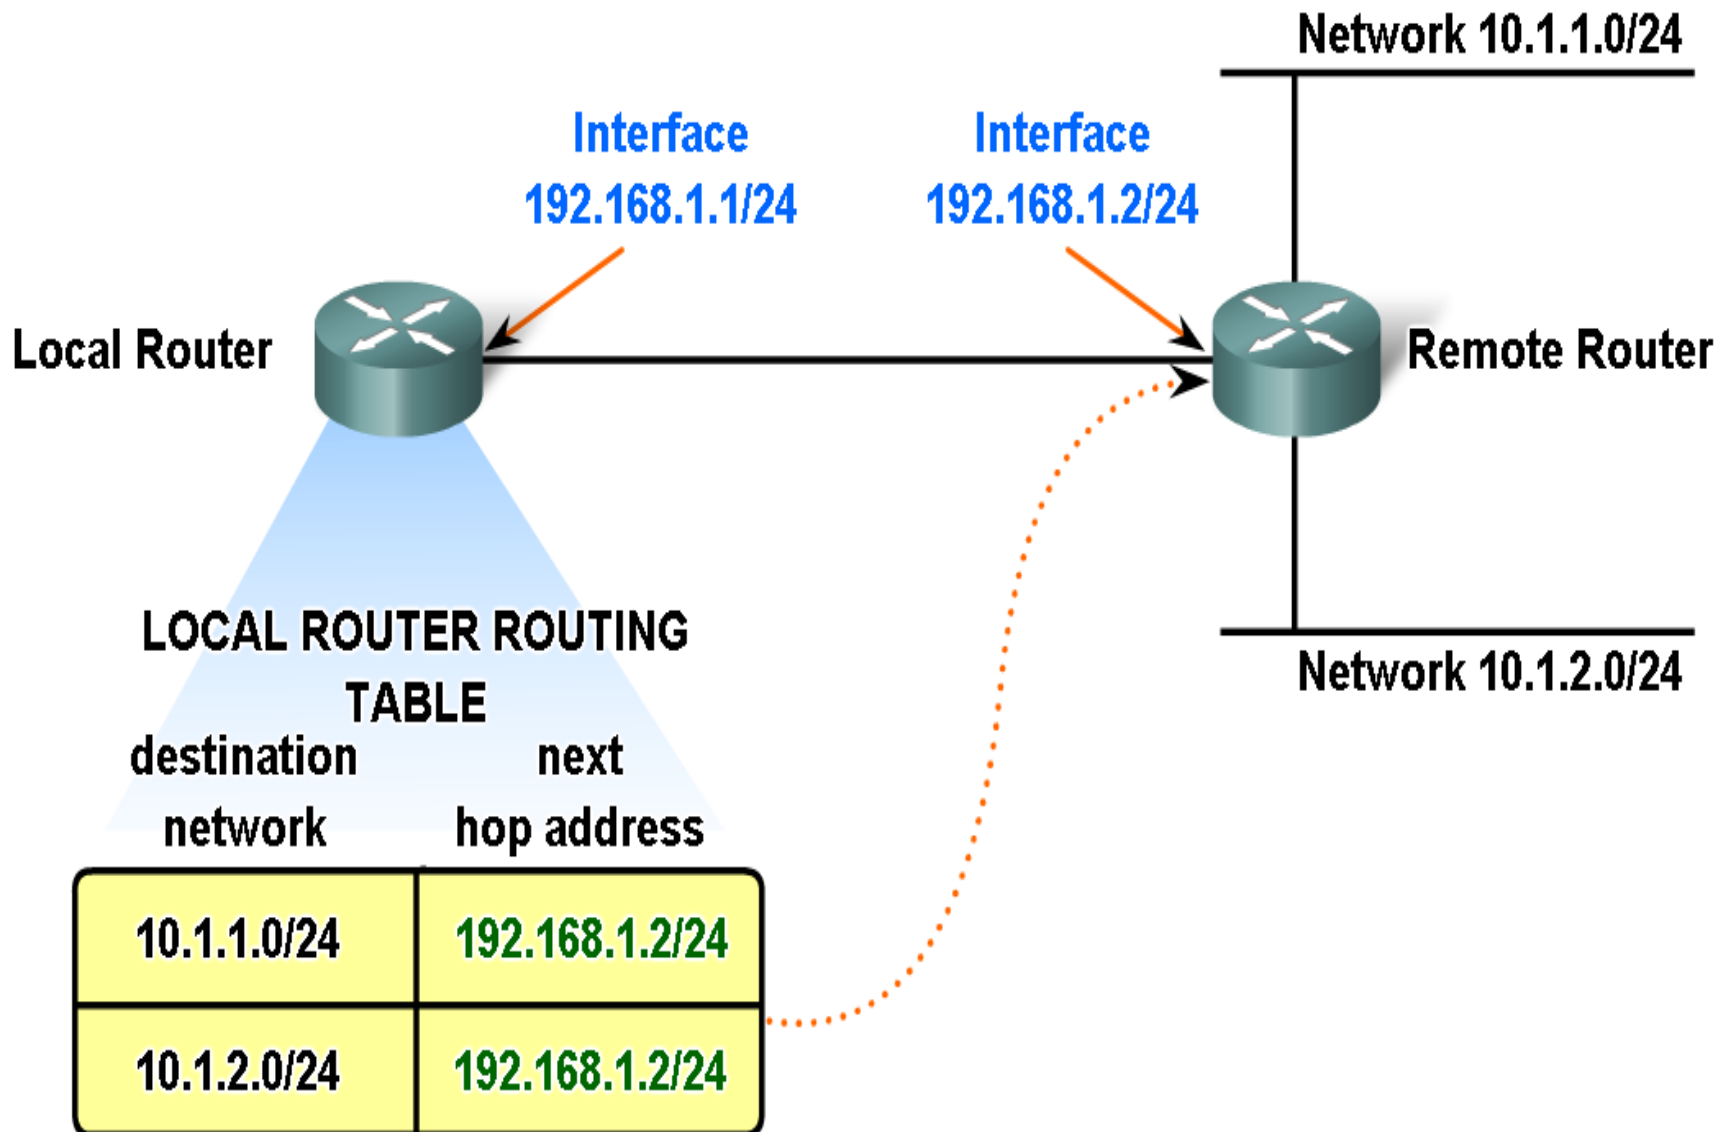 Network 10.1.1.0/24
Interface
192.168.1.1/24
Interface
192.168.1.2/24
Local Router
Remote Router
LOCAL ROUTER ROUTING
TABLE
destination
network
next
hop address
10.1.1.0/24
192.168.1.2/24
10.1.2.0/24
192.168.1.2/24
Network 10.1.2.0/24